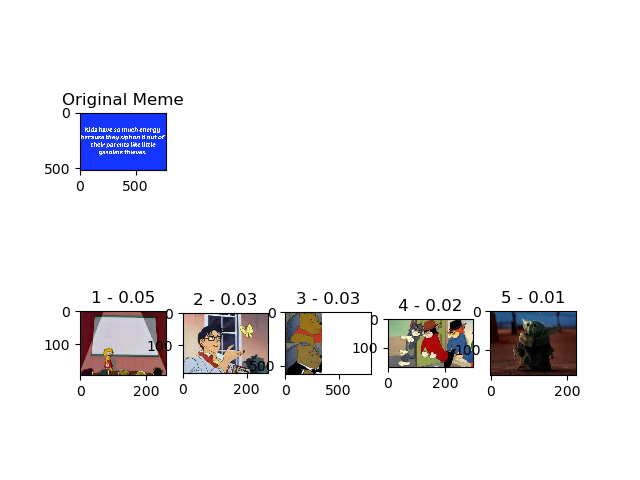 Original Meme
0
500
Kids have so much energy
because they siphon it out of
their parents like little
gasoline thieves.
0 500
1 - 0.05
2 - 0.03
3 - 0.03
4 - 0.02
5 - 0.01
0
100
0 200
0
100
0 200
0
500
0 500
0
100
0 200
0
100
0 200